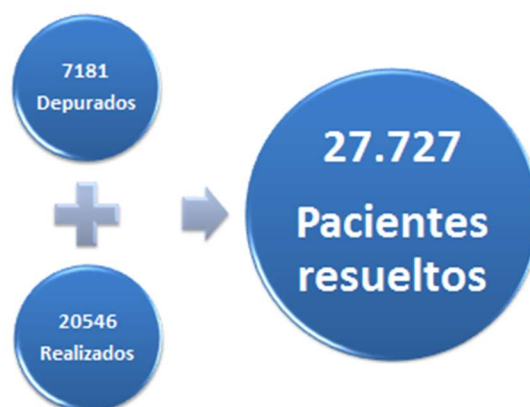 7181
Depurados
20546
Realizados
27.727
Pacientes
resueltos